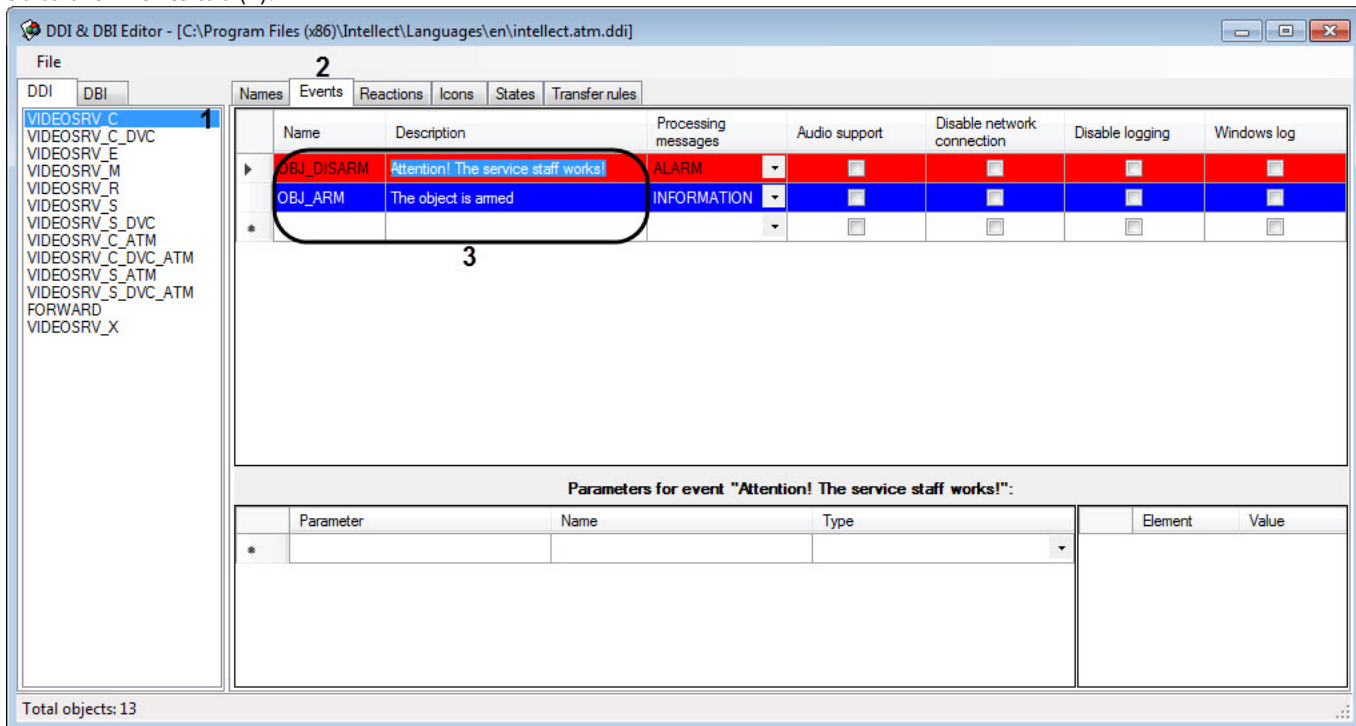 DDI & DBI Editor - [C:\Program Files (x86)\Intellect\Languages\en\intellect.atm.ddi]
File
2
DDI DBI
Names Events Reactions Icons States Transfer rules
VIDEOSRV_C 1
VIDEOSRV_C_DVC
VIDEOSRV_E
VIDEOSRV_M
VIDEOSRV_R
VIDEOSRV_S
VIDEOSRV_S_DVC
VIDEOSRV_C_ATM
VIDEOSRV_C_DVC_ATM
VIDEOSRV_S_ATM
VIDEOSRV_S_DVC_ATM
FORWARD
VIDEOSRV_X
Name Description Processing messages Audio support Disable network connection Disable logging Windows log
OBJ_DISARM Attention! The service staff works! ALARM
OBJ_ARM The object is armed INFORMATION
3
Parameters for event "Attention! The service staff works!":
Parameter Name Type Element Value
Total objects: 13